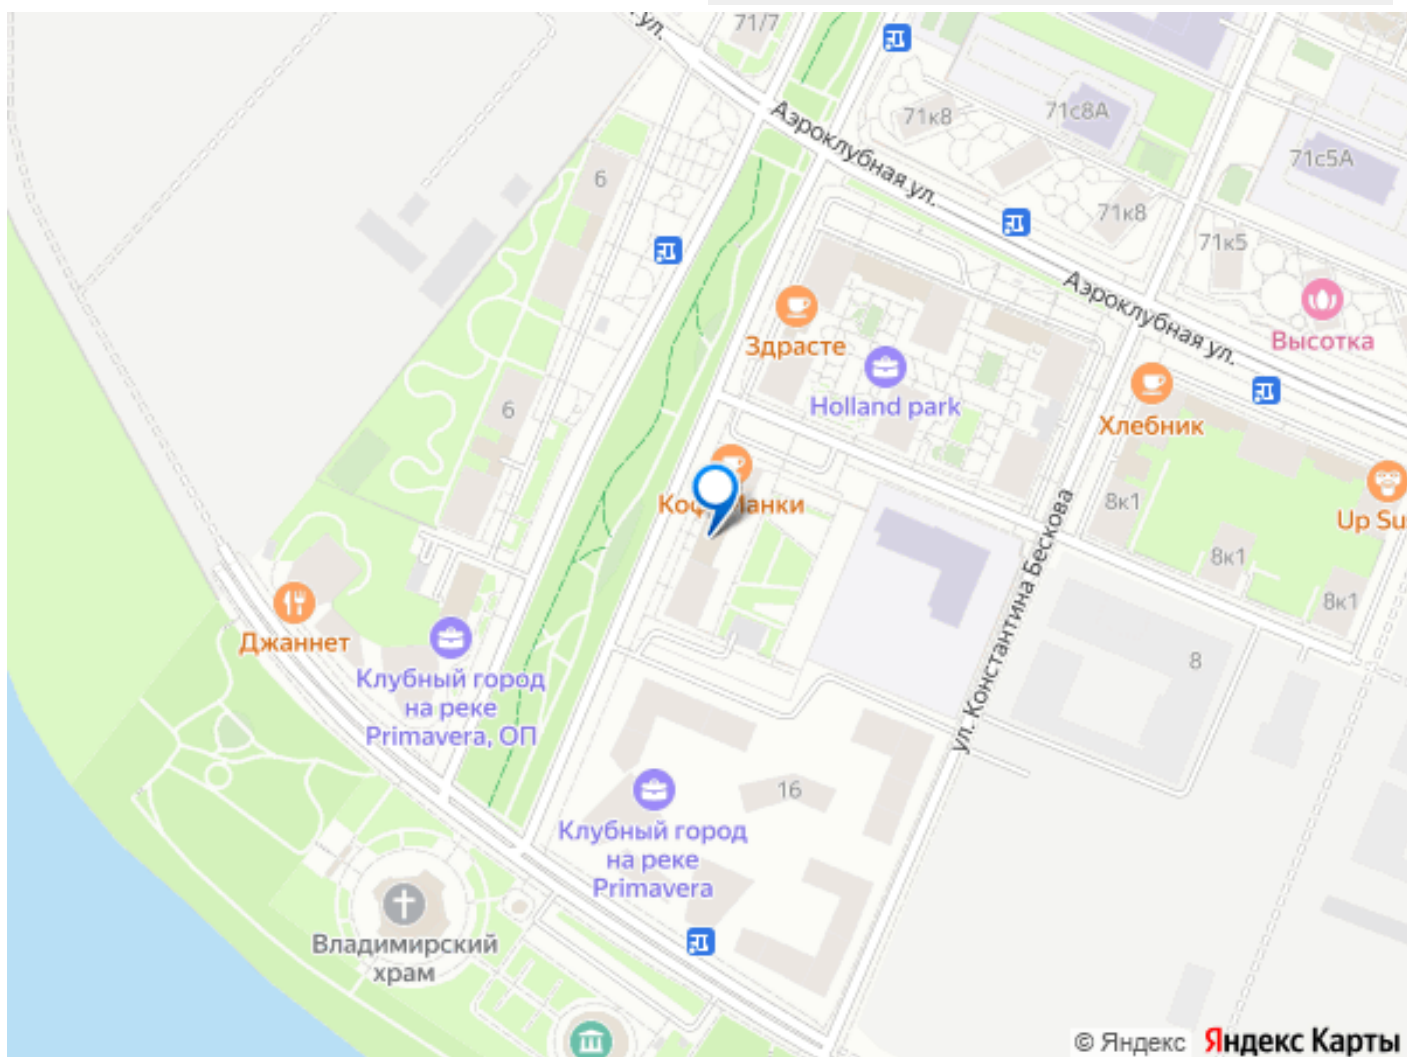 71/7
ул.
Аэроклубная ул.
71к8
71с8А
71с5А
6
71к8
71к5
Аэроклубная ул.
Высотка
Здрасте
Holland park
Хлебник
6
8к1
Up Su
8к1
8к1
ул. Константина Бескова
8
Джаннет
Клубный город
на реке
Primavera, ОП
16
Клубный город
на реке
Primavera
Владимирский
храм
© Яндекс Яндекс Карты